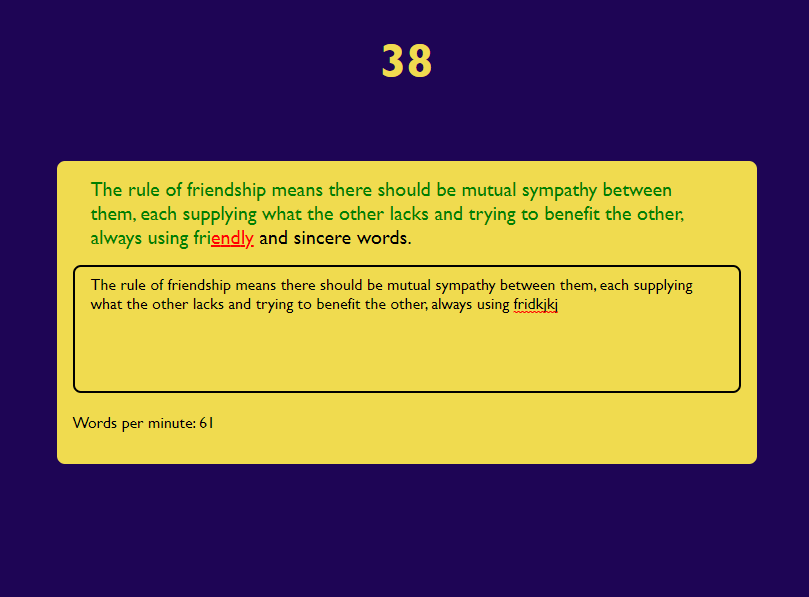 38
The rule of friendship means there should be mutual sympathy between
them, each supplying what the other lacks and trying to benefit the other,
always using friendly and sincere words.
The rule of friendship means there should be mutual sympathy between them, each supplying
what the other lacks and trying to benefit the other, always using fridkjkj
Words per minute: 61